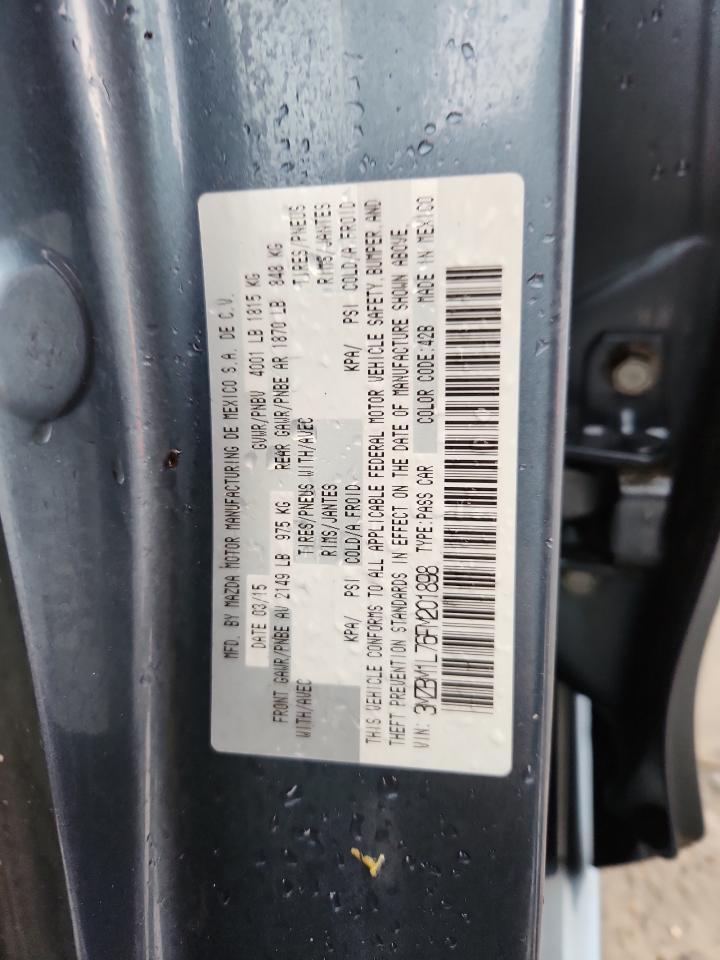 MFD. BY MAZDA MOTOR MANUFACTURING DE MEXICO S.A. DE C.V.
DATE 03/15 GVWR/PNBV 4001 LB 1815 KG
FRONT GAWR/PNBE AV 2149 LB 975 KG REAR GAWR/PNBE AR 1870 LB 848 KG
WITH/AVEC TIRES/PNEUS WITH/AVEC TIRES/PNEUS
RIMS/JANTES RIMS/JANTES
KPA/ PSI COLD/A FROID KPA/ PSI COLD/A FROID
THIS VEHICLE CONFORMS TO ALL APPLICABLE FEDERAL MOTOR VEHICLE SAFETY, BUMPER, AND
THEFT PREVENTION STANDARDS IN EFFECT ON THE DATE OF MANUFACTURE SHOWN ABOVE.
VIN: 3MZBM1L76FM201898 TYPE:PASS CAR COLOR CODE:42B MADE IN MEXICO